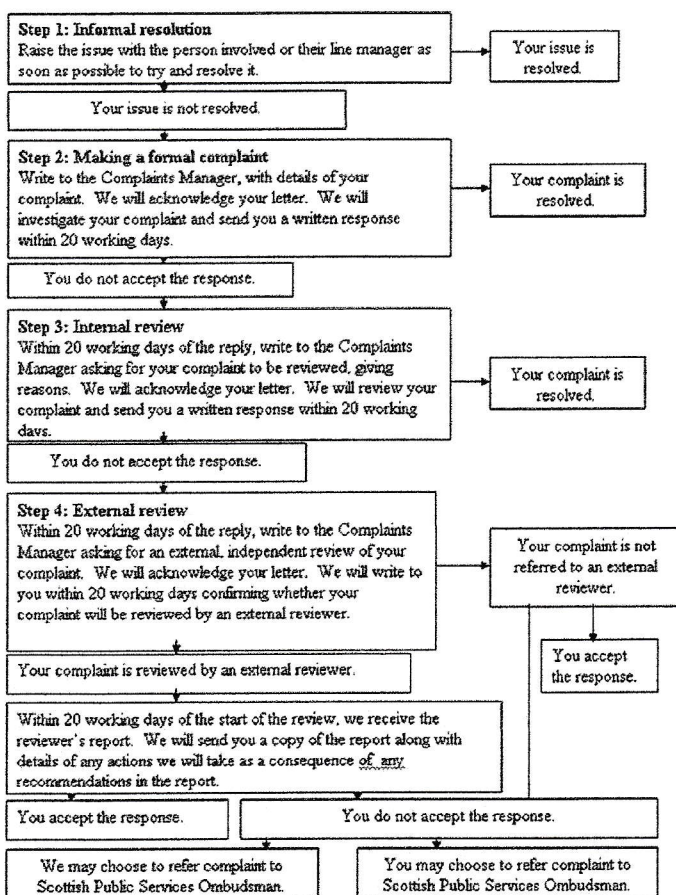 Step 1: Informal resolution
Raise the issue with the person involved or their line manager as
soon as possible to try and resolve it.
Your issue is
resolved.
Your issue is not resolved.
Step 2: Making a formal complaint
Write to the Complaints Manager, with details of your
complaint. We will acknowledge your letter. We will
investigate your complaint and send you a written response
within 20 working days.
Your complaint is
resolved.
You do not accept the response.
Step 3: Internal review
Within 20 working days of the reply, write to the Complaints
Manager asking for your complaint to be reviewed, giving
reasons. We will acknowledge your letter. We will review your
complaint and send you a written response within 20 working
days.
Your complaint is
resolved.
You do not accept the response.
Step 4: External review
Within 20 working days of the reply, write to the Complaints
Manager asking for an external, independent review of your
complaint. We will acknowledge your letter. We will write to
you within 20 working days confirming whether your
complaint will be reviewed by an external reviewer.
Your complaint is not
referred to an external
reviewer.
You accept
the response.
Your complaint is reviewed by an external reviewer.
Within 20 working days of the start of the review, we receive the
reviewer's report. We will send you a copy of the report along with
details of any actions we will take as a consequence of any
recommendations in the report.
You accept the response.
You do not accept the response.
We may choose to refer complaint to
Scottish Public Services Ombudsman.
You may choose to refer complaint to
Scottish Public Services Ombudsman.